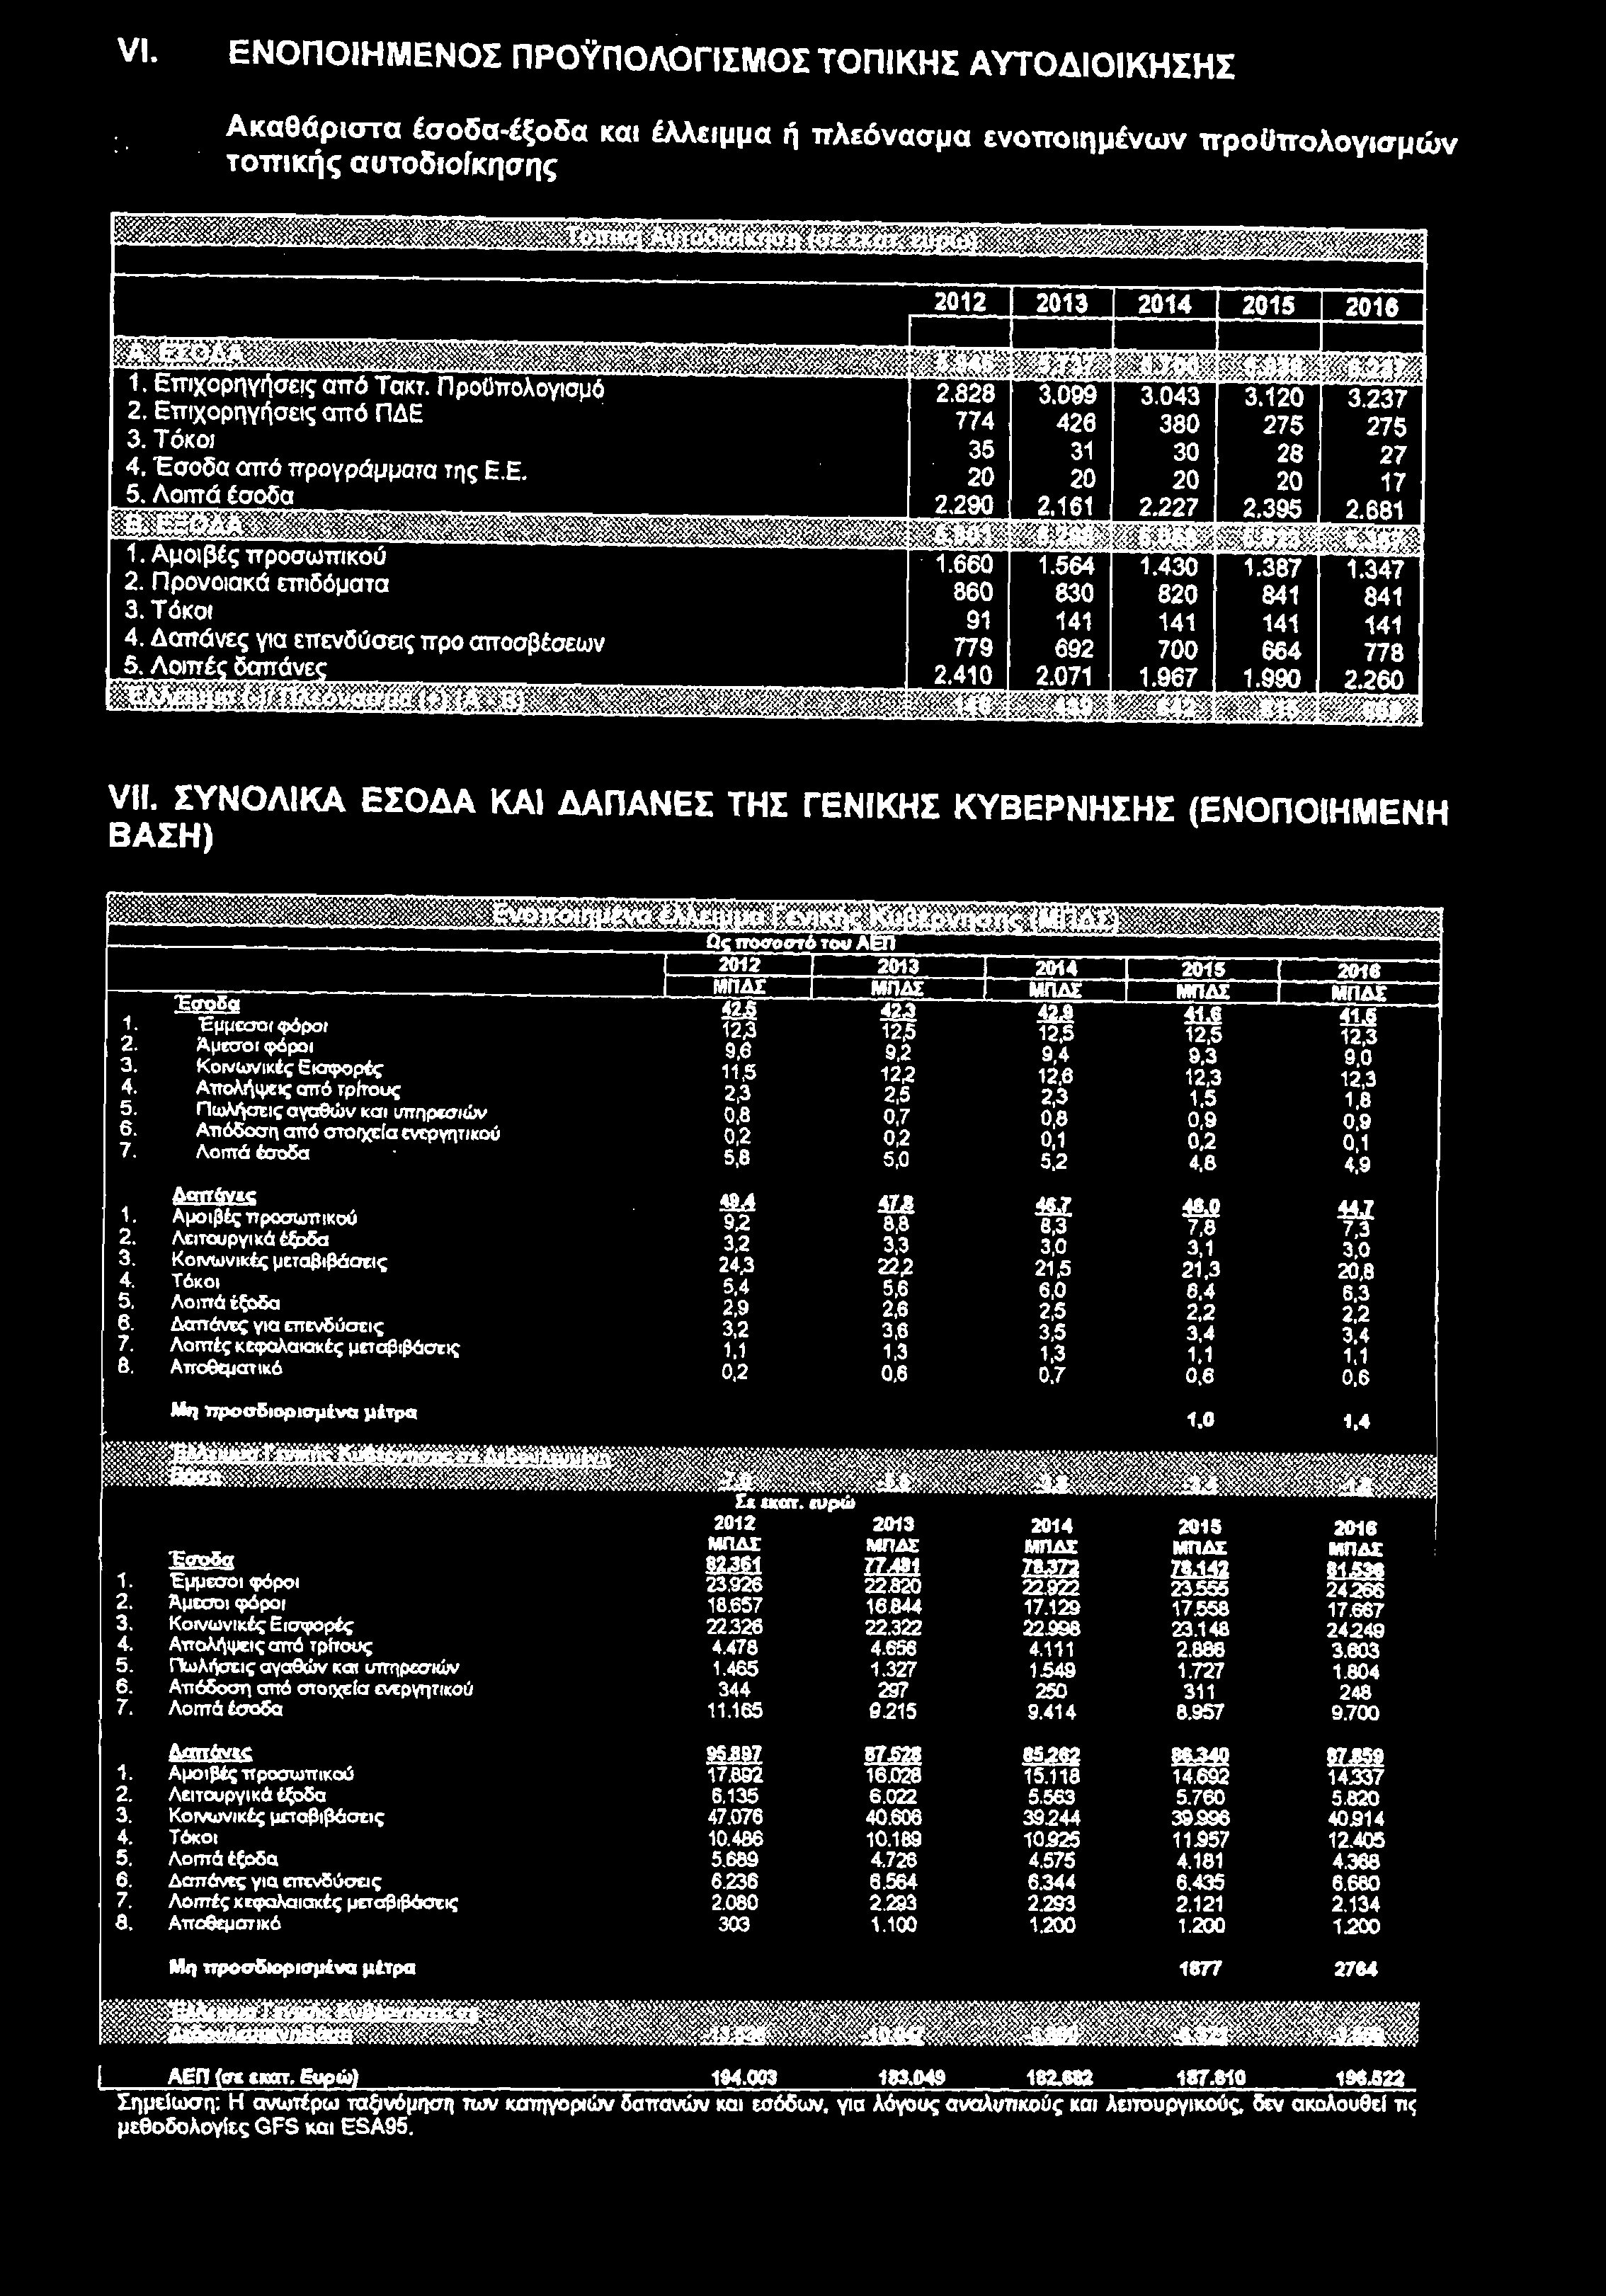 VI. ΕΝΟΠΟΙΗΜΕΝΟΣ ΠΡΟΫΠΟΛΟΓΙΣΜΟΣ ΤΟΠΙΚΗΣ ΑΥΤΟΔΙΟΙΚΗΣΗΣ
Ακαθάριστα έσοδα-έξοδα και έλλειμμα ή πλεόνασμα ενοποιημένων προϋπολογισμών
τοπικής αυτοδιοίκησης
Τοπική Αυτοδιοίκηση (σε εκατ. ευρώ)
2012 2013 2014 2015 2016
Α. ΕΣΟΔΑ
1. Επιχορηγήσεις από Τακτ. Προϋπολογισμό 2.828 3.099 3.043 3.120 3.237
2. Επιχορηγήσεις από ΠΔΕ 774 426 380 275 275
3. Τόκοι 35 31 30 28 27
4. Έσοδα από προγράμματα της Ε.Ε. 20 20 20 20 17
5. Λοιπά έσοδα 2.290 2.161 2.227 2.395 2.681
Β. ΕΞΟΔΑ
1. Αμοιβές προσωπικού 1.660 1.564 1.430 1.387 1.347
2. Προνοιακά επιδόματα 860 830 820 841 841
3. Τόκοι 91 141 141 141 141
4. Δαπάνες για επενδύσεις προ αποσβέσεων 779 692 700 664 778
5. Λοιπές δαπάνες 2.410 2.071 1.967 1.990 2.260
Έλλειμμα (-)/ Πλεόνασμα (+) (Α - Β)
VII. ΣΥΝΟΛΙΚΑ ΕΣΟΔΑ ΚΑΙ ΔΑΠΑΝΕΣ ΤΗΣ ΓΕΝΙΚΗΣ ΚΥΒΕΡΝΗΣΗΣ (ΕΝΟΠΟΙΗΜΕΝΗ
ΒΑΣΗ)
Ενοποιημένο έλλειμμα Γενικής Κυβέρνησης (ΜΠΔΣ)
Ως ποσοστό του ΑΕΠ
2012 2013 2014 2015 2016
ΜΠΔΣ ΜΠΔΣ ΜΠΔΣ ΜΠΔΣ ΜΠΔΣ
Έσοδα 42,5 42,3 42,9 41,6 41,5
1. Έμμεσοι φόροι 12,3 12,5 12,5 12,5 12,3
2. Άμεσοι φόροι 9,6 9,2 9,4 9,3 9,0
3. Κοινωνικές Εισφορές 11,5 12,2 12,6 12,3 12,3
4. Απολήψεις από τρίτους 2,3 2,5 2,3 1,5 1,8
5. Πωλήσεις αγαθών και υπηρεσιών 0,8 0,7 0,8 0,9 0,9
6. Απόδοση από στοιχεία ενεργητικού 0,2 0,2 0,1 0,2 0,1
7. Λοιπά έσοδα 5,8 5,0 5,2 4,8 4,9
Δαπάνες 49,4 47,8 46,7 46,0 44,7
1. Αμοιβές προσωπικού 9,2 8,8 8,3 7,8 7,3
2. Λειτουργικά έξοδα 3,2 3,3 3,0 3,1 3,0
3. Κοινωνικές μεταβιβάσεις 24,3 22,2 21,5 21,3 20,8
4. Τόκοι 5,4 5,6 6,0 6,4 6,3
5. Λοιπά έξοδα 2,9 2,6 2,5 2,2 2,2
6. Δαπάνες για επενδύσεις 3,2 3,6 3,5 3,4 3,4
7. Λοιπές κεφαλαιακές μεταβιβάσεις 1,1 1,3 1,3 1,1 1,1
8. Αποθεματικό 0,2 0,6 0,7 0,6 0,6
Μη προσδιορισμένα μέτρα 1,0 1,4
Έλλειμμα Γενικής Κυβέρνησης σε Δεδουλευμένη
Βάση
Σε εκατ. ευρώ
2012 2013 2014 2015 2016
ΜΠΔΣ ΜΠΔΣ ΜΠΔΣ ΜΠΔΣ ΜΠΔΣ
Έσοδα 82.361 77.481 78.372 78.142 81.536
1. Έμμεσοι φόροι 23.926 22.820 22.922 23.555 24.266
2. Άμεσοι φόροι 18.657 16.844 17.129 17.558 17.667
3. Κοινωνικές Εισφορές 22.326 22.322 22.998 23.148 24.249
4. Απολήψεις από τρίτους 4.478 4.656 4.111 2.886 3.603
5. Πωλήσεις αγαθών και υπηρεσιών 1.465 1.327 1.549 1.727 1.804
6. Απόδοση από στοιχεία ενεργητικού 344 297 250 311 248
7. Λοιπά έσοδα 11.165 9.215 9.414 8.957 9.700
Δαπάνες 95.897 87.528 85.262 86.340 87.859
1. Αμοιβές προσωπικού 17.892 16.028 15.118 14.692 14.337
2. Λειτουργικά έξοδα 6.135 6.022 5.563 5.760 5.820
3. Κοινωνικές μεταβιβάσεις 47.076 40.606 39.244 39.996 40.914
4. Τόκοι 10.486 10.189 10.925 11.957 12.405
5. Λοιπά έξοδα 5.689 4.726 4.575 4.181 4.368
6. Δαπάνες για επενδύσεις 6.236 6.564 6.344 6.435 6.680
7. Λοιπές κεφαλαιακές μεταβιβάσεις 2.080 2.293 2.293 2.121 2.134
8. Αποθεματικό 303 1.100 1.200 1.200 1.200
Μη προσδιορισμένα μέτρα 1877 2764
Έλλειμμα Γενικής Κυβέρνησης σε
ΑΕΠ (σε εκατ. Ευρώ) 194.003 183.049 182.682 187.810 196.522
Σημείωση: Η ανωτέρω ταξινόμηση των κατηγοριών δαπανών και εσόδων, για λόγους αναλυτικούς και λειτουργικούς, δεν ακολουθεί τις
μεθοδολογίες GFS και ESA95.